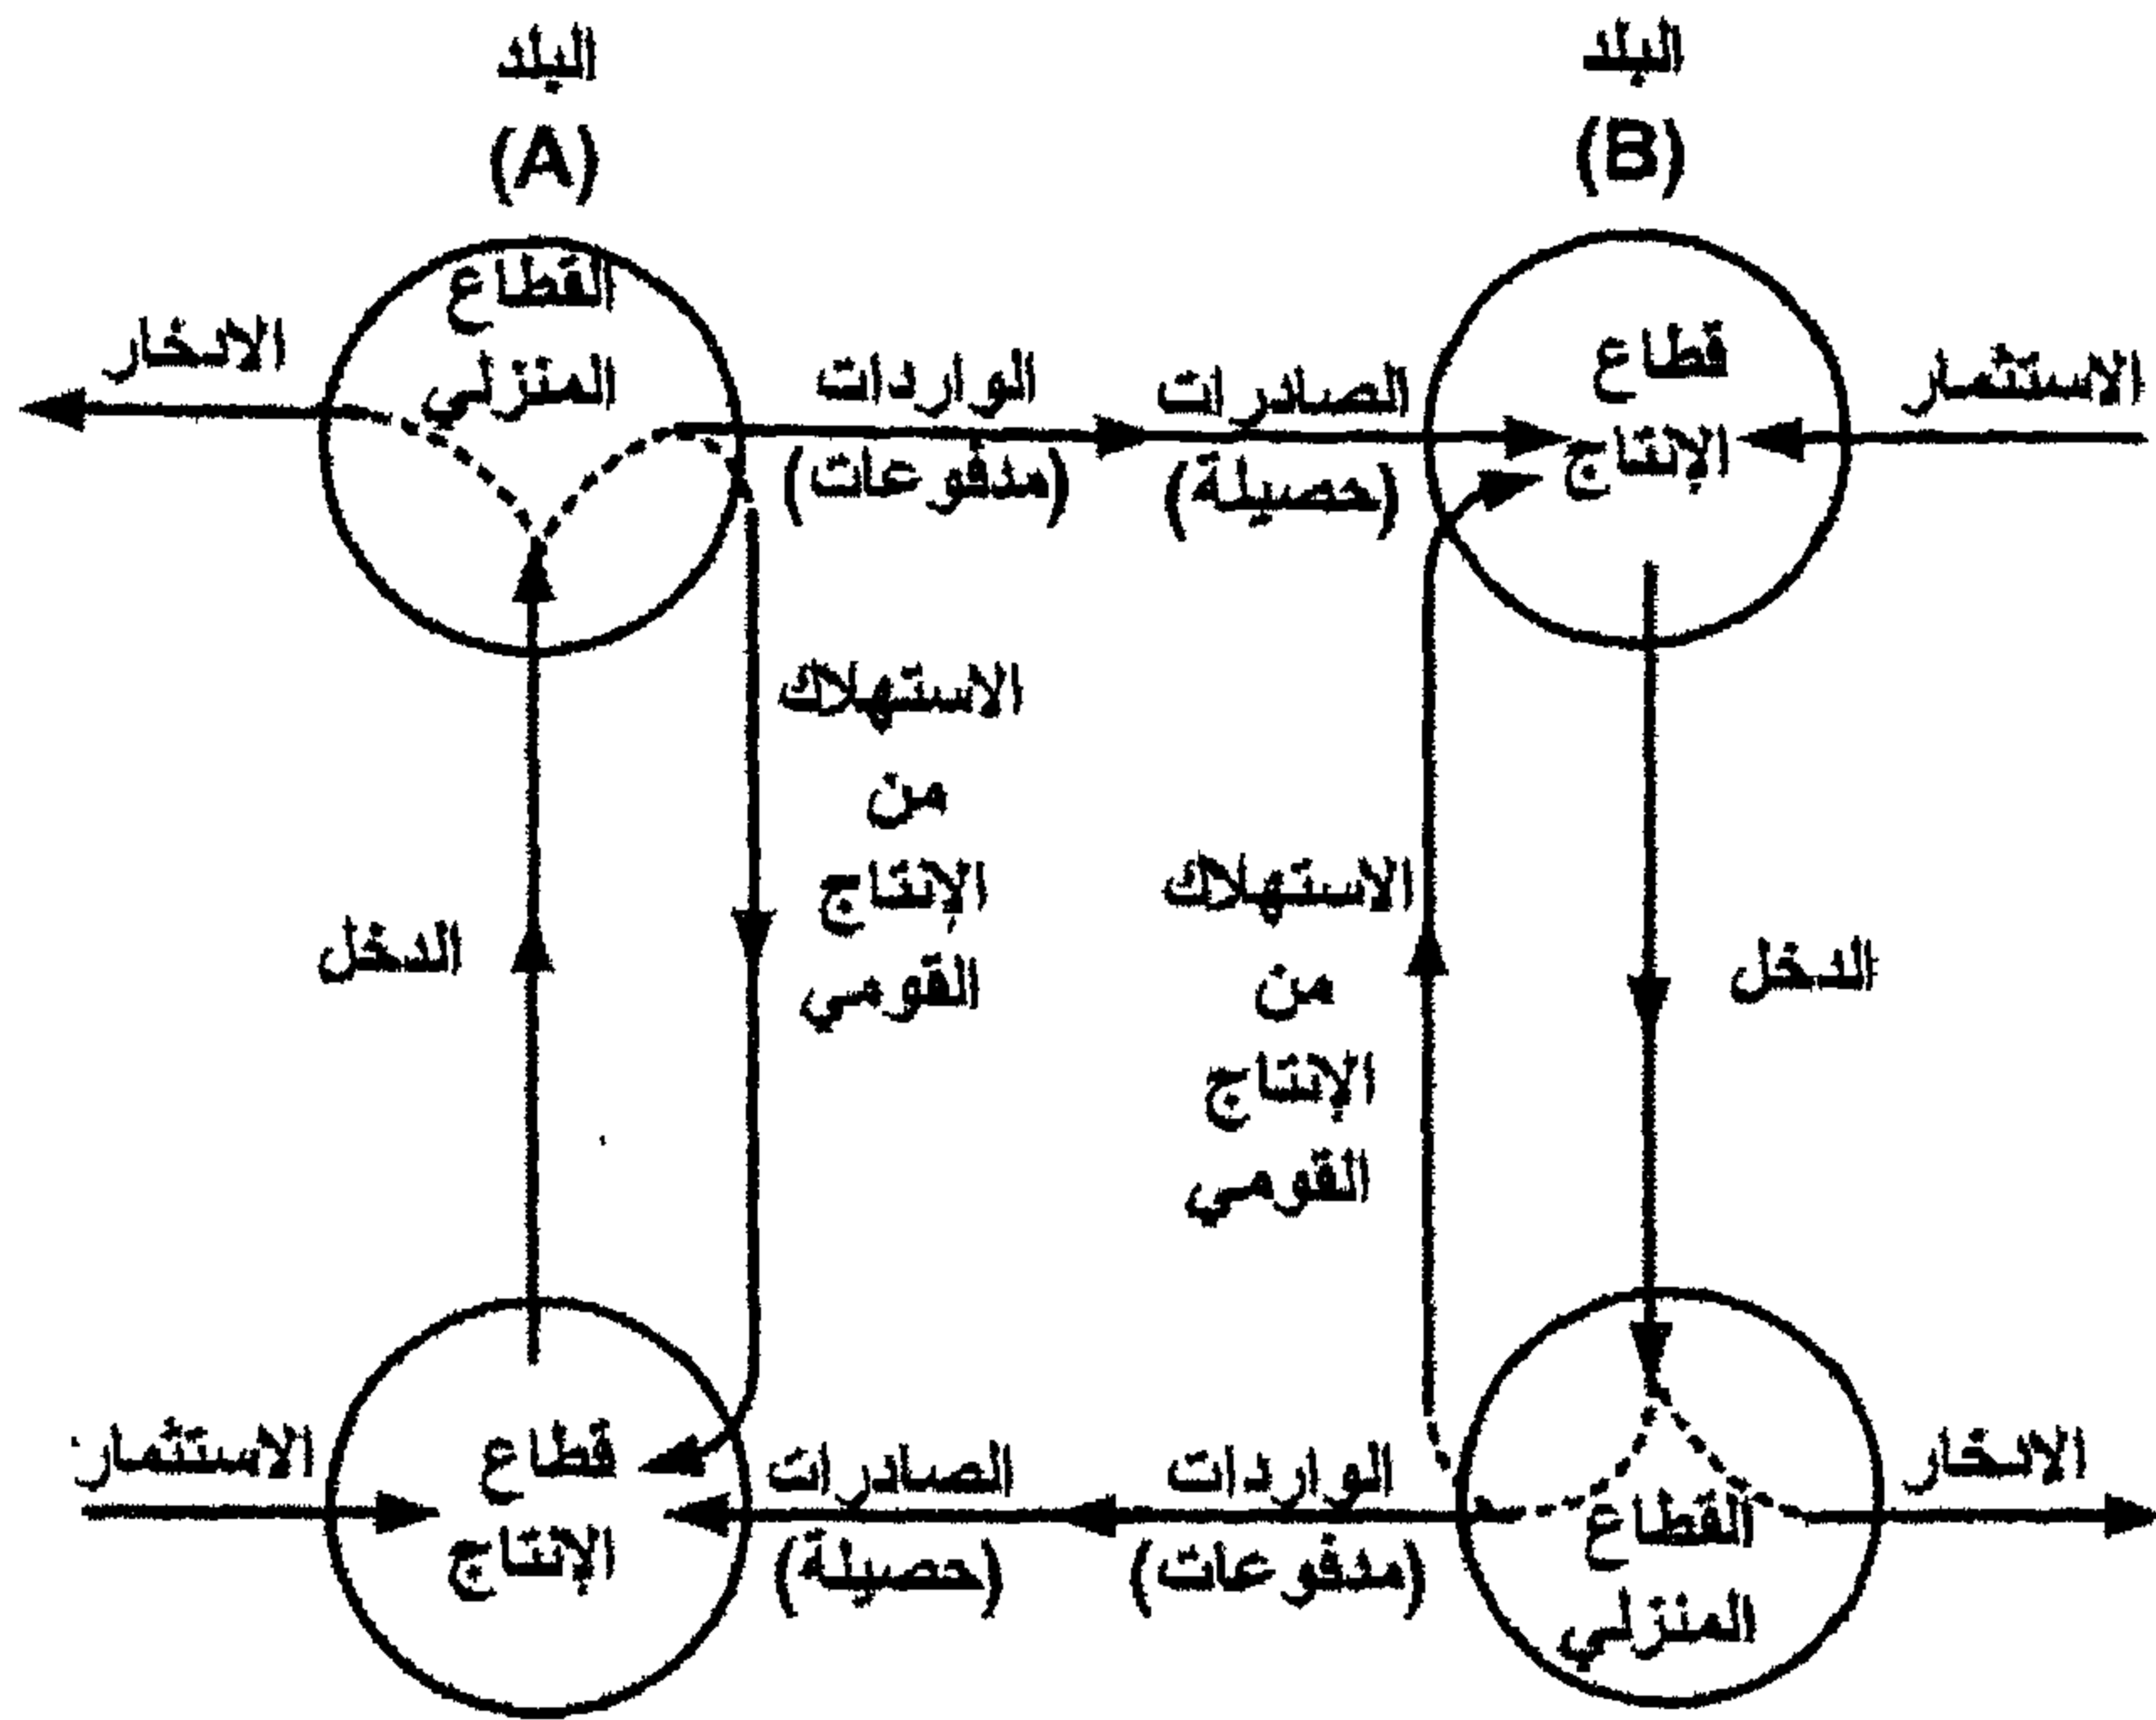 البلد
(A)
البلد
(B)
القطاع
المنزلي
قطاع
الإنتاج
الادخار
الواردات
(مدفوعات)
الصادرات
(حصيلة)
الاستثمار
الاستهلاك
من
الإنتاج
القومي
الاستهلاك
من
الإنتاج
القومي
الدخل
الدخل
الاستثمار
قطاع
الإنتاج
الصادرات
(حصيلة)
الواردات
(مدفوعات)
القطاع
المنزلي
الادخار